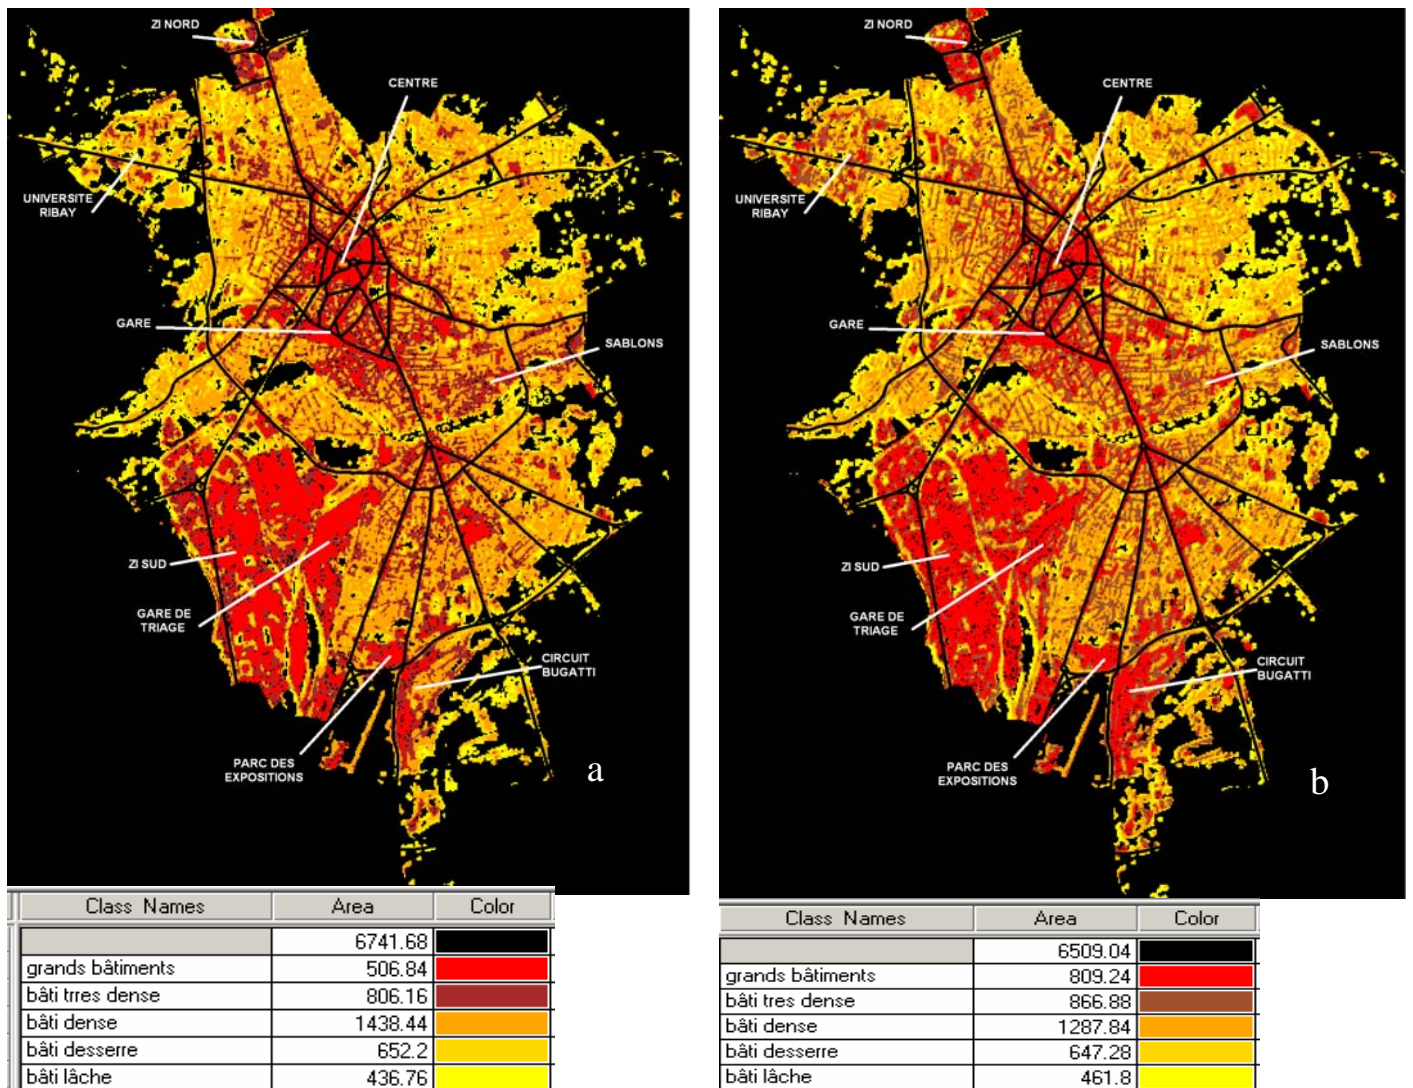 ZI NORD
CENTRE
UNIVERSITE
RIBAY
GARE
SABLONS
ZI SUD
GARE DE
TRIAGE
CIRCUIT
BUGATTI
PARC DES
EXPOSITIONS
a
Class Names Area Color
6741.68
grands bâtiments 506.84
bâti trres dense 806.16
bâti dense 1438.44
bâti desserre 652.2
bâti lâche 436.76
ZI NORD
CENTRE
UNIVERSITE
RIBAY
GARE
SABLONS
ZI SUD
GARE DE
TRIAGE
CIRCUIT
BUGATTI
PARC DES
EXPOSITIONS
b
Class Names Area Color
6509.04
grands bâtiments 809.24
bâti tres dense 866.88
bâti dense 1287.84
bâti desserre 647.28
bâti lâche 461.8